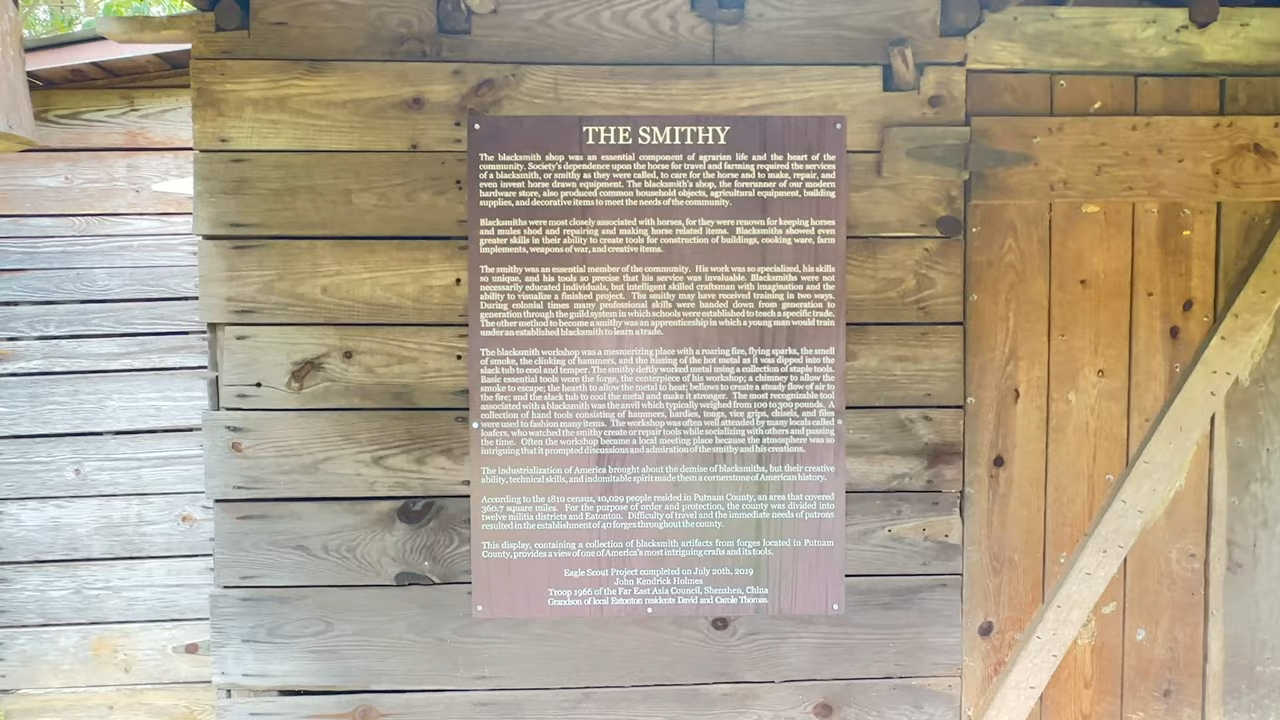 THE SMITHY
The blacksmith shop was an essential component of agrarian life and the heart of the
community. Society's dependence upon the horse for travel and farming required the services
of a blacksmith, or smithy as they were called, to care for the horse and to make, repair, and
even invent horse drawn equipment. The blacksmith's shop, the forerunner of our modern
hardware store, also produced common household objects, agricultural equipment, building
supplies, and decorative items to meet the needs of the community.
Blacksmiths were most closely associated with horses, for they were renown for keeping horses
and mules shod and repairing and making horse related items. Blacksmiths showed even
greater skills in their ability to create tools for construction of buildings, cooking ware, farm
implements, weapons of war, and creative items.
The smithy was an essential member of the community. His work was so specialized, his skills
so unique, and his tools so precise that his service was invaluable. Blacksmiths were not
necessarily educated individuals, but intelligent skilled craftsman with imagination and the
ability to visualize a finished project. The smithy may have received training in two ways.
During colonial times many professional skills were handed down from generation to
generation through the guild system in which schools were established to teach a specific trade.
The other method to become a smithy was an apprenticeship in which a young man would train
under an established blacksmith to learn a trade.
The blacksmith workshop was a mesmerizing place with a roaring fire, flying sparks, the smell
of smoke, the clinking of hammers, and the hissing of the hot metal as it was dipped into the
slack tub to cool and temper. The smithy deftly worked metal using a collection of staple tools.
Basic essential tools were the forge, the centerpiece of his workshop; a chimney to allow the
smoke to escape; the hearth to allow the metal to heat; bellows to create a steady flow of air to
the fire; and the slack tub to cool the metal and make it stronger. The most recognizable tool
associated with a blacksmith was the anvil which typically weighed from 100 to 300 pounds. A
collection of hand tools consisting of hammers, hardies, tongs, vice grips, chisels, and files
were used to fashion many items. The workshop was often well attended by many locals called
loafers, who watched the smithy create or repair tools while socializing with others and passing
the time. Often the workshop became a local meeting place because the atmosphere was so
intriguing that it prompted discussions and admiration of the smithy and his creations.
The industrialization of America brought about the demise of blacksmiths, but their creative
ability, technical skills, and indomitable spirit made them a cornerstone of American history.
According to the 1810 census, 10,029 people resided in Putnam County, an area that covered
360.7 square miles. For the purpose of order and protection, the county was divided into
twelve militia districts and Eatonton. Difficulty of travel and the immediate needs of patrons
resulted in the establishment of 40 forges throughout the county.
This display, containing a collection of blacksmith artifacts from forges located in Putnam
County, provides a view of one of America's most intriguing crafts and its tools.
Eagle Scout Project completed on July 20th, 2019
John Kendrick Holmes
Troop 1966 of the Far East Asia Council, Shenzhen, China
Grandson of local Eatonton residents David and Carole Thomas.